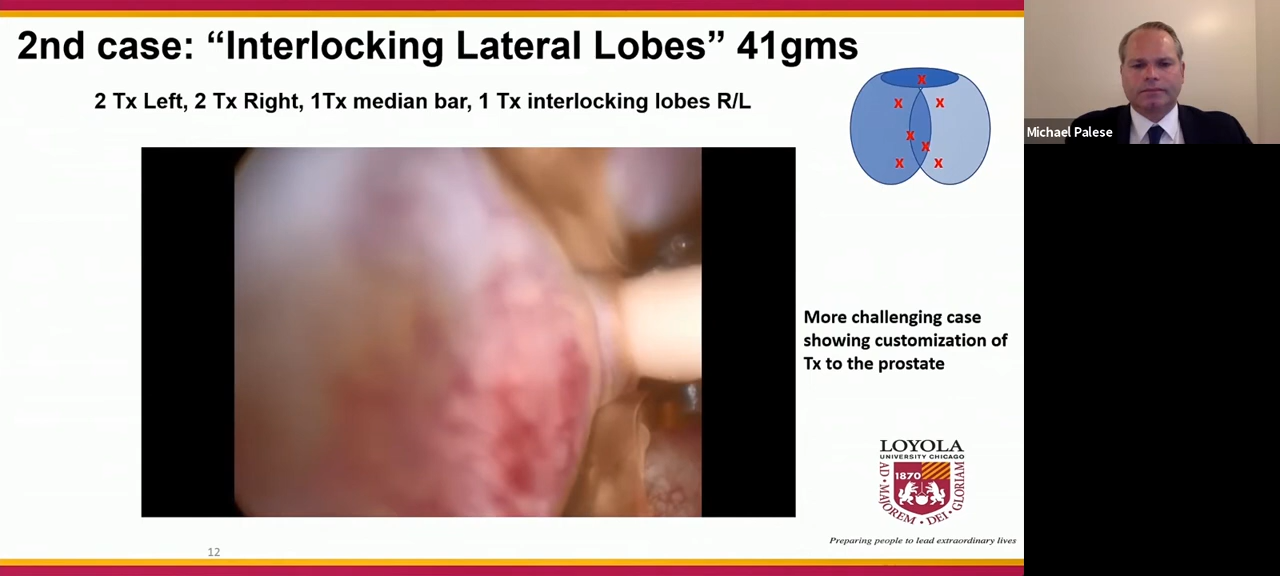 2nd case: “Interlocking Lateral Lobes” 41gms
2 Tx Left, 2 Tx Right, 1Tx median bar, 1 Tx interlocking lobes R/L
x
x x
x
x
x x
Michael Palese
More challenging case
showing customization of
Tx to the prostate
LOYOLA
UNIVERSITY CHICAGO
1870
AD • MAJOREM • DEI • GLORIAM
Preparing people to lead extraordinary lives
12